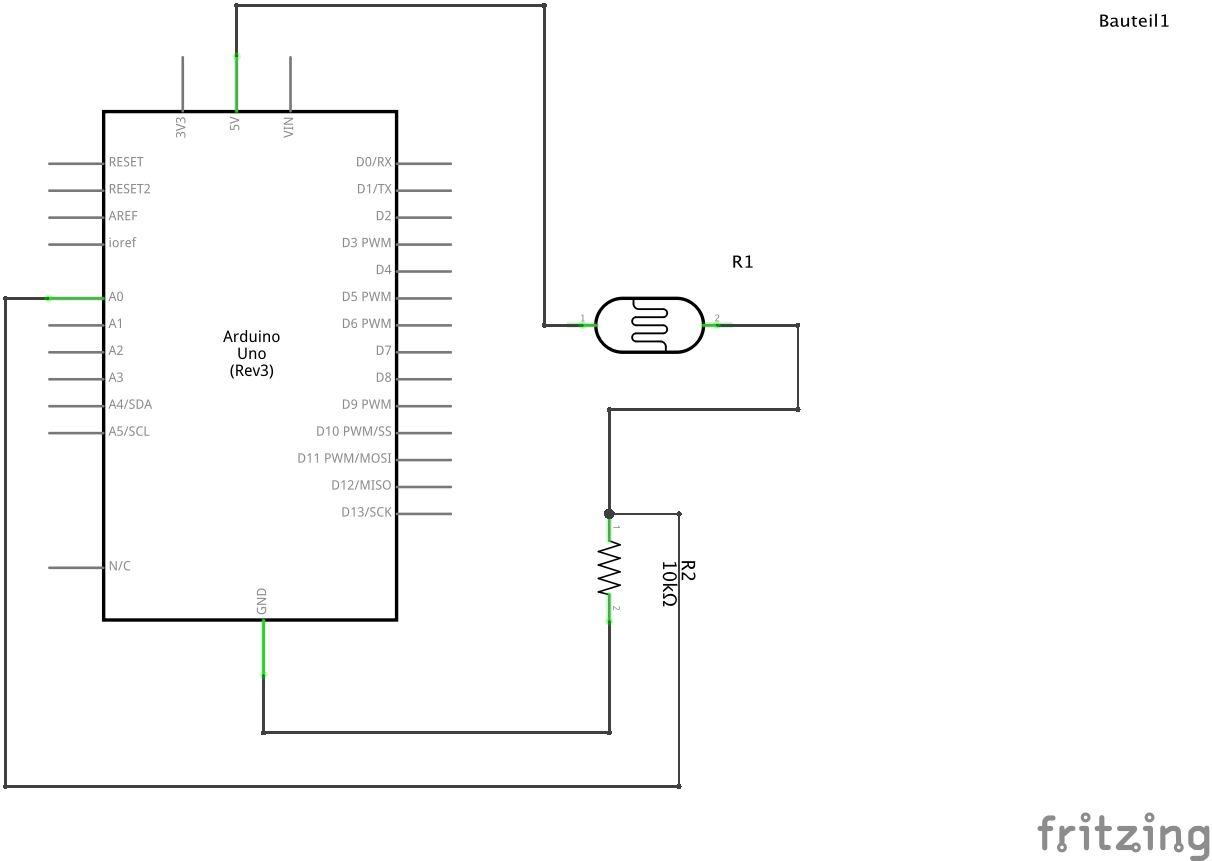 Bauteil1
3V3
5V
VIN
RESET
RESET2
AREF
ioref
A0
A1
A2
A3
A4/SDA
A5/SCL
N/C
D0/RX
D1/TX
D2
D3 PWM
D4
D5 PWM
D6 PWM
D7
D8
D9 PWM
D10 PWM/SS
D11 PWM/MOSI
D12/MISO
D13/SCK
Arduino
Uno
(Rev3)
GND
R1
1
2
1
2
R2
10kΩ
fritzing